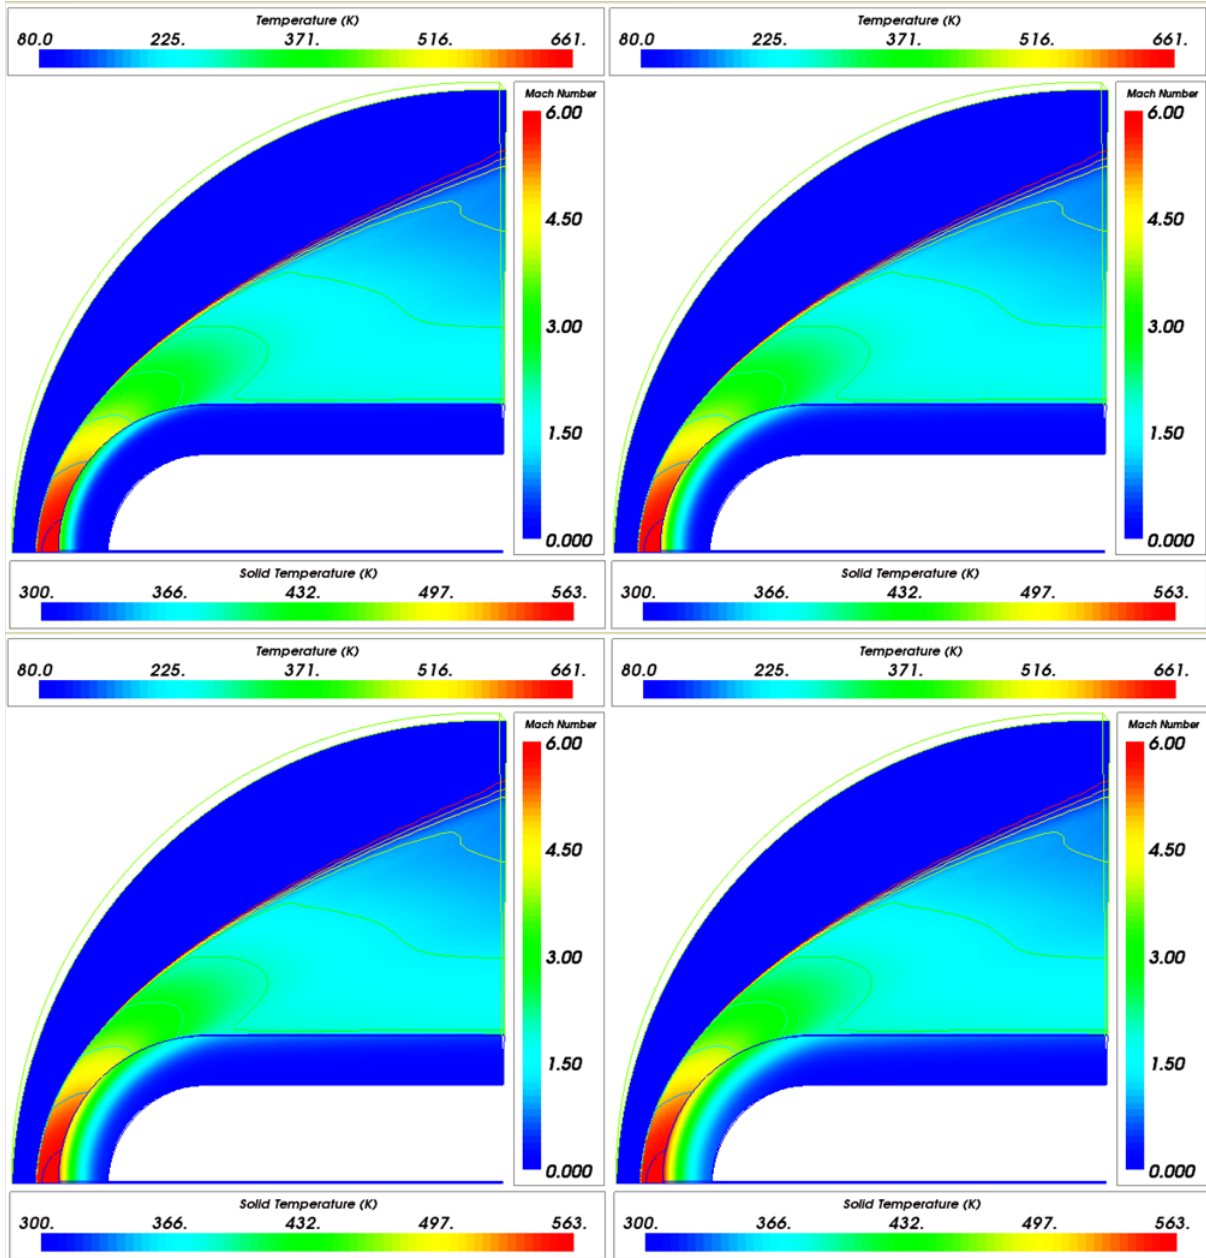 Temperature (K)
80.0 225. 371. 516. 661.
Mach Number
6.00
4.50
3.00
1.50
0.000
Solid Temperature (K)
300. 366. 432. 497. 563.
Temperature (K)
80.0 225. 371. 516. 661.
Mach Number
6.00
4.50
3.00
1.50
0.000
Solid Temperature (K)
300. 366. 432. 497. 563.
Temperature (K)
80.0 225. 371. 516. 661.
Mach Number
6.00
4.50
3.00
1.50
0.000
Solid Temperature (K)
300. 366. 432. 497. 563.
Temperature (K)
80.0 225. 371. 516. 661.
Mach Number
6.00
4.50
3.00
1.50
0.000
Solid Temperature (K)
300. 366. 432. 497. 563.